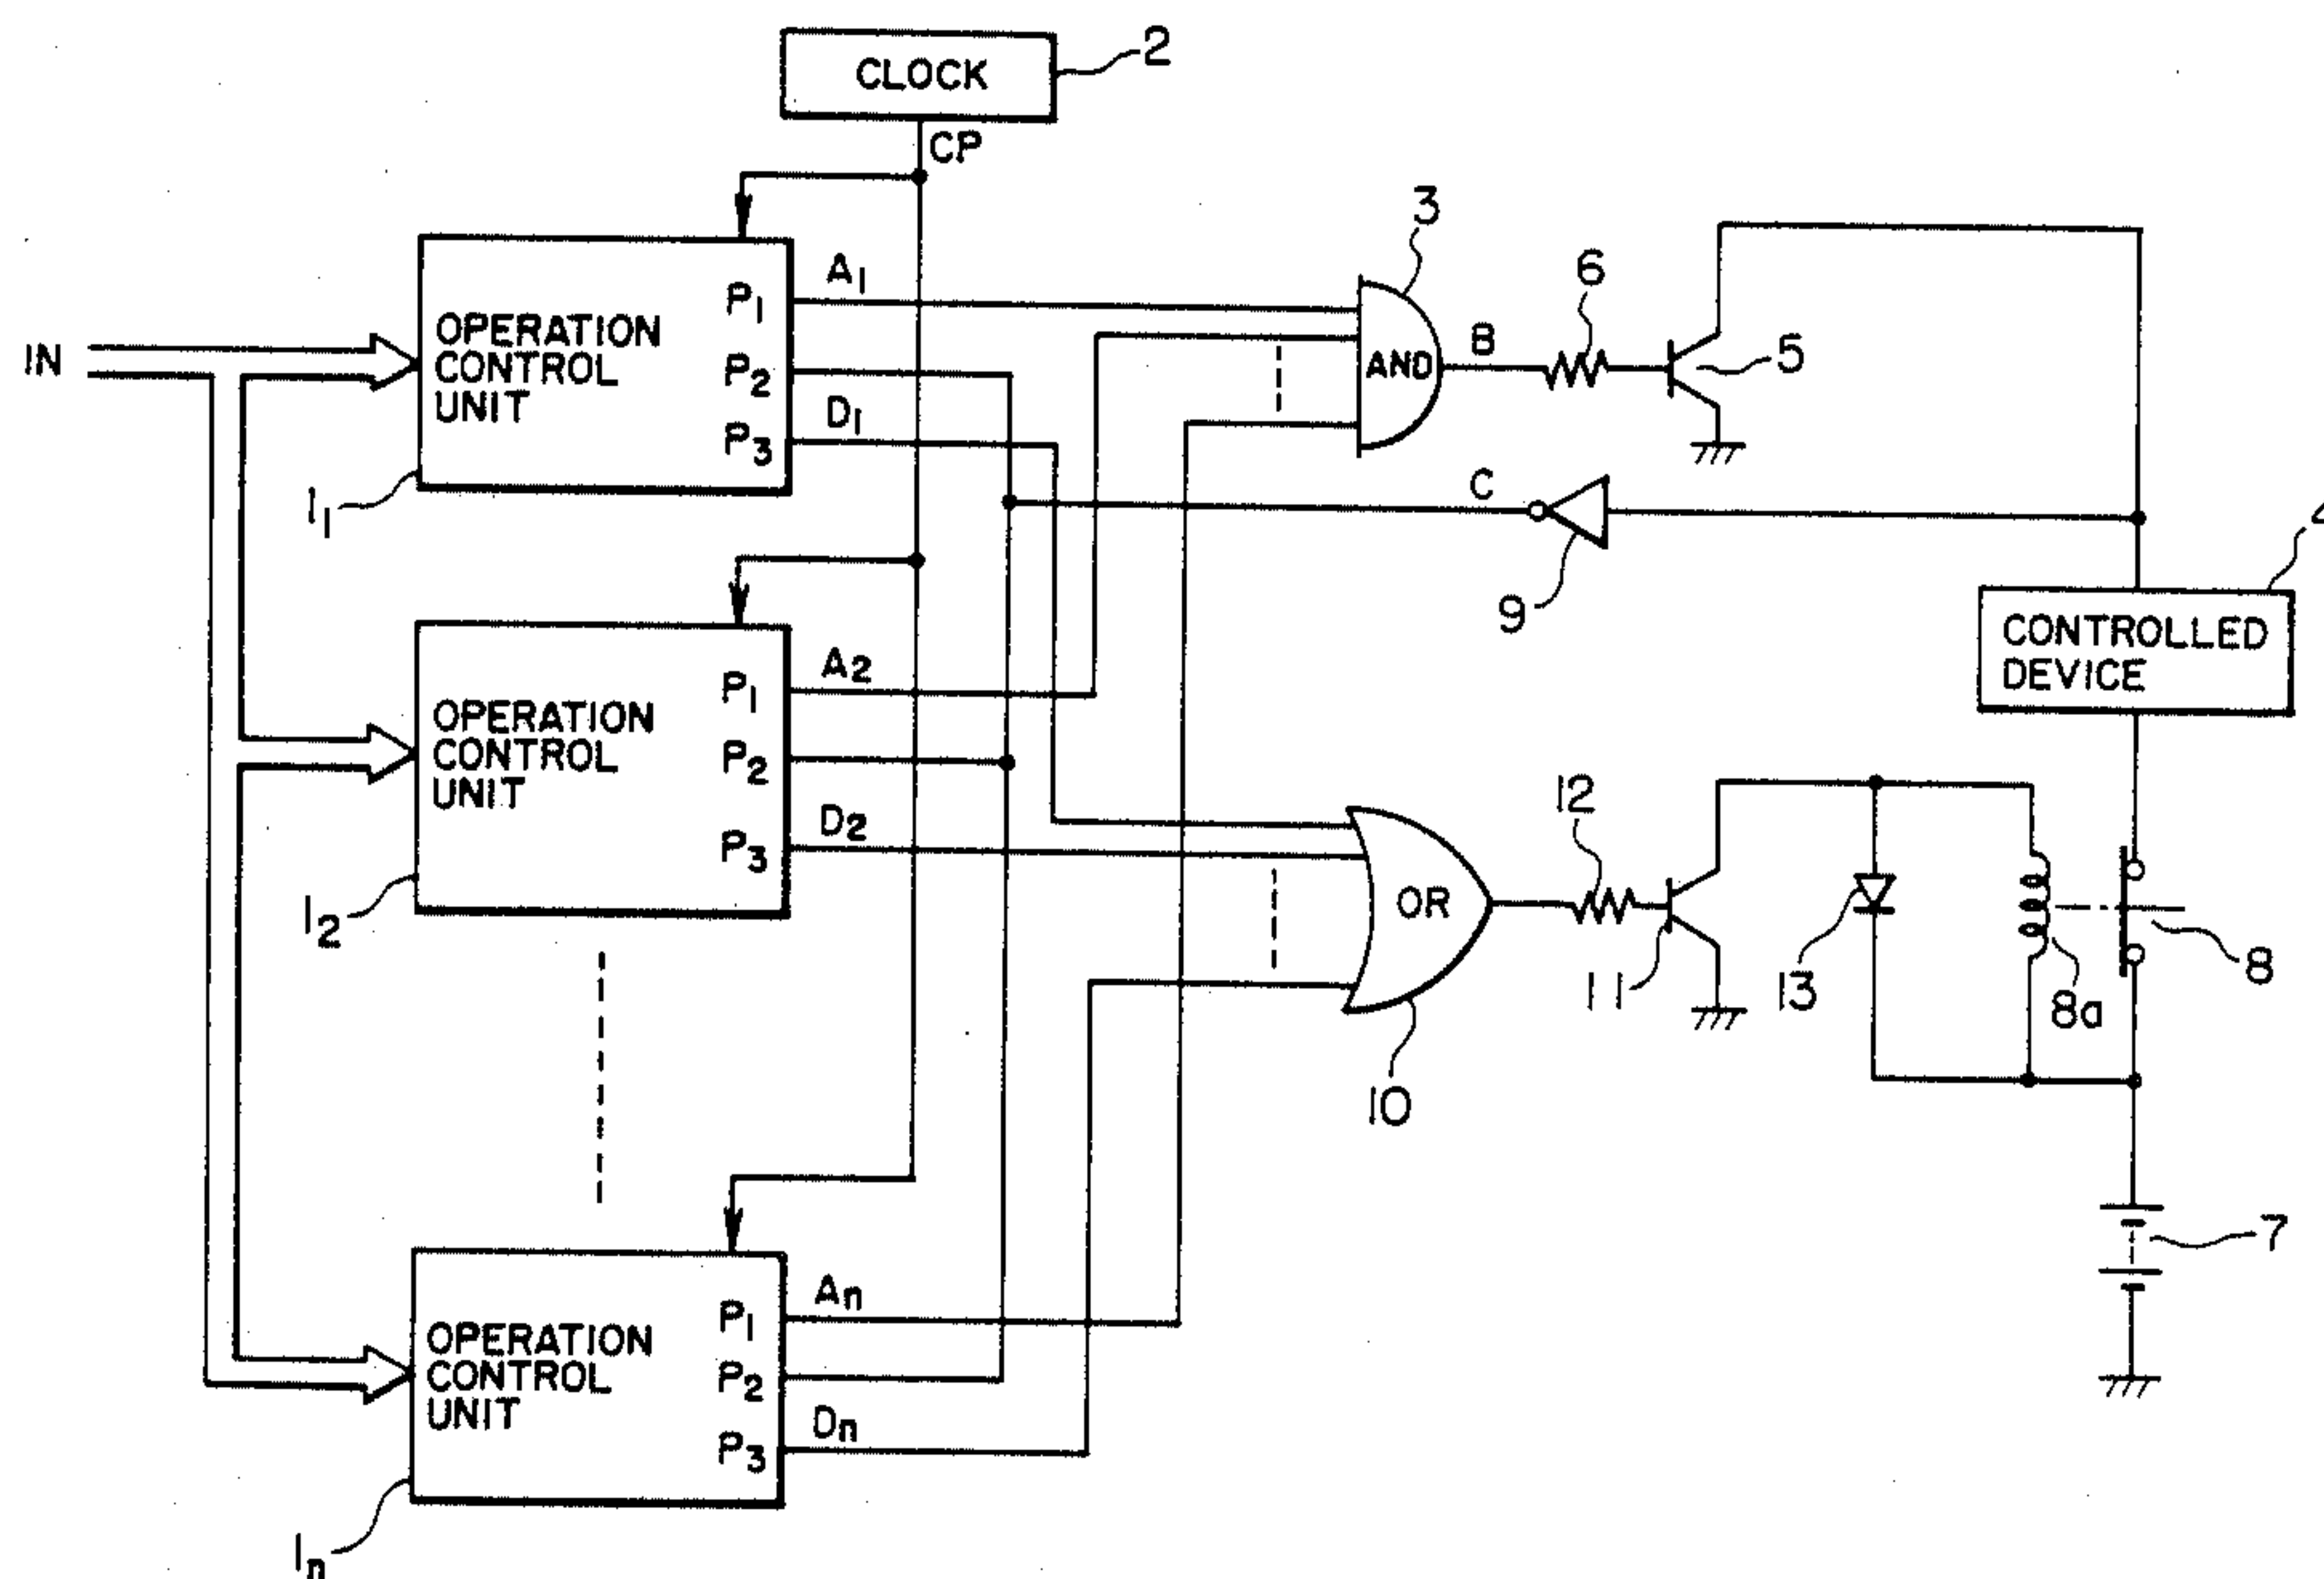 CLOCK
2
CP
IN
OPERATION
CONTROL
UNIT
P1
P2
P3
A1
D1
11
3
AND
B
6
5
C
9
4
CONTROLLED
DEVICE
OPERATION
CONTROL
UNIT
P1
P2
P3
A2
D2
12
OR
10
12
11
13
8a
8
7
OPERATION
CONTROL
UNIT
P1
P2
P3
An
Dn
1n